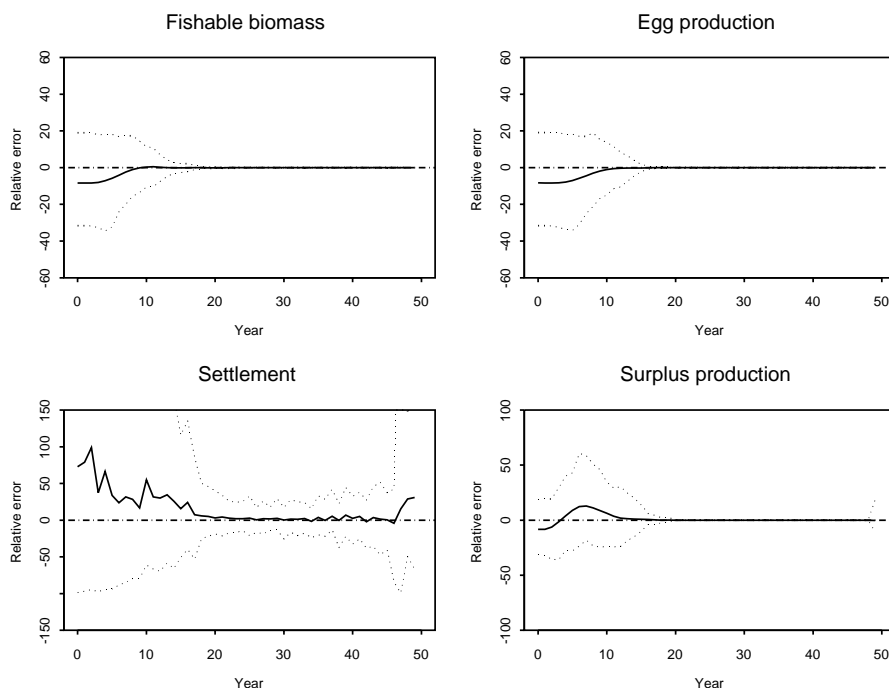 Fishable biomass
Relative error
60
40
20
0
-20
-40
-60
0 10 20 30 40 50
Year
Egg production
Relative error
60
40
20
0
-20
-40
-60
0 10 20 30 40 50
Year
Settlement
Relative error
150
100
50
0
-50
-150
0 10 20 30 40 50
Year
Surplus production
Relative error
100
50
0
-50
-100
0 10 20 30 40 50
Year